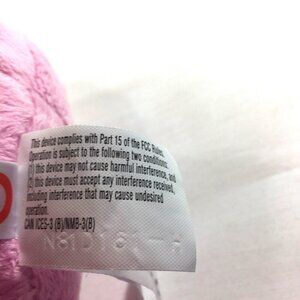 This device complies with Part 15 of the FCC Rules.
Operation is subject to the following two conditions:
(1) this device may not cause harmful interference, and
(2) this device must accept any interference received,
including interference that may cause undesired
operation.
CAN ICES-3 (B)/NMB-3(B)